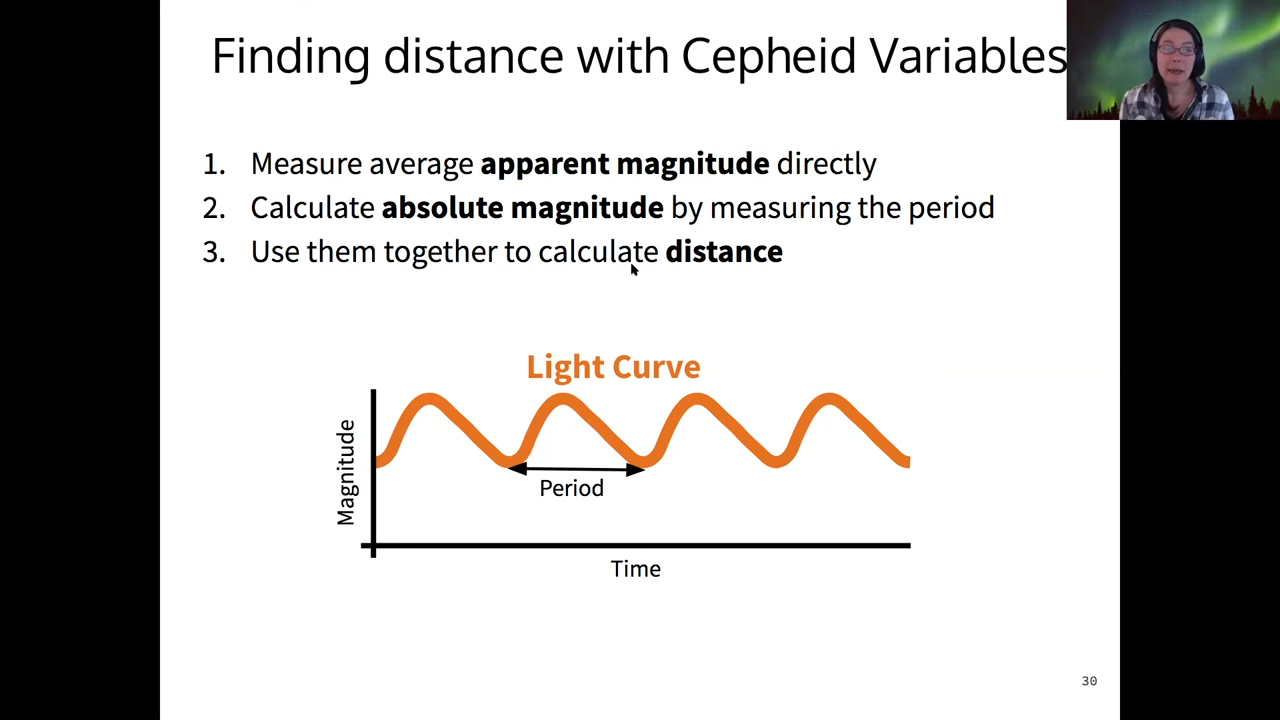 Finding distance with Cepheid Variables
1. Measure average apparent magnitude directly
2. Calculate absolute magnitude by measuring the period
3. Use them together to calculate distance
Light Curve
Magnitude
Period
Time
30